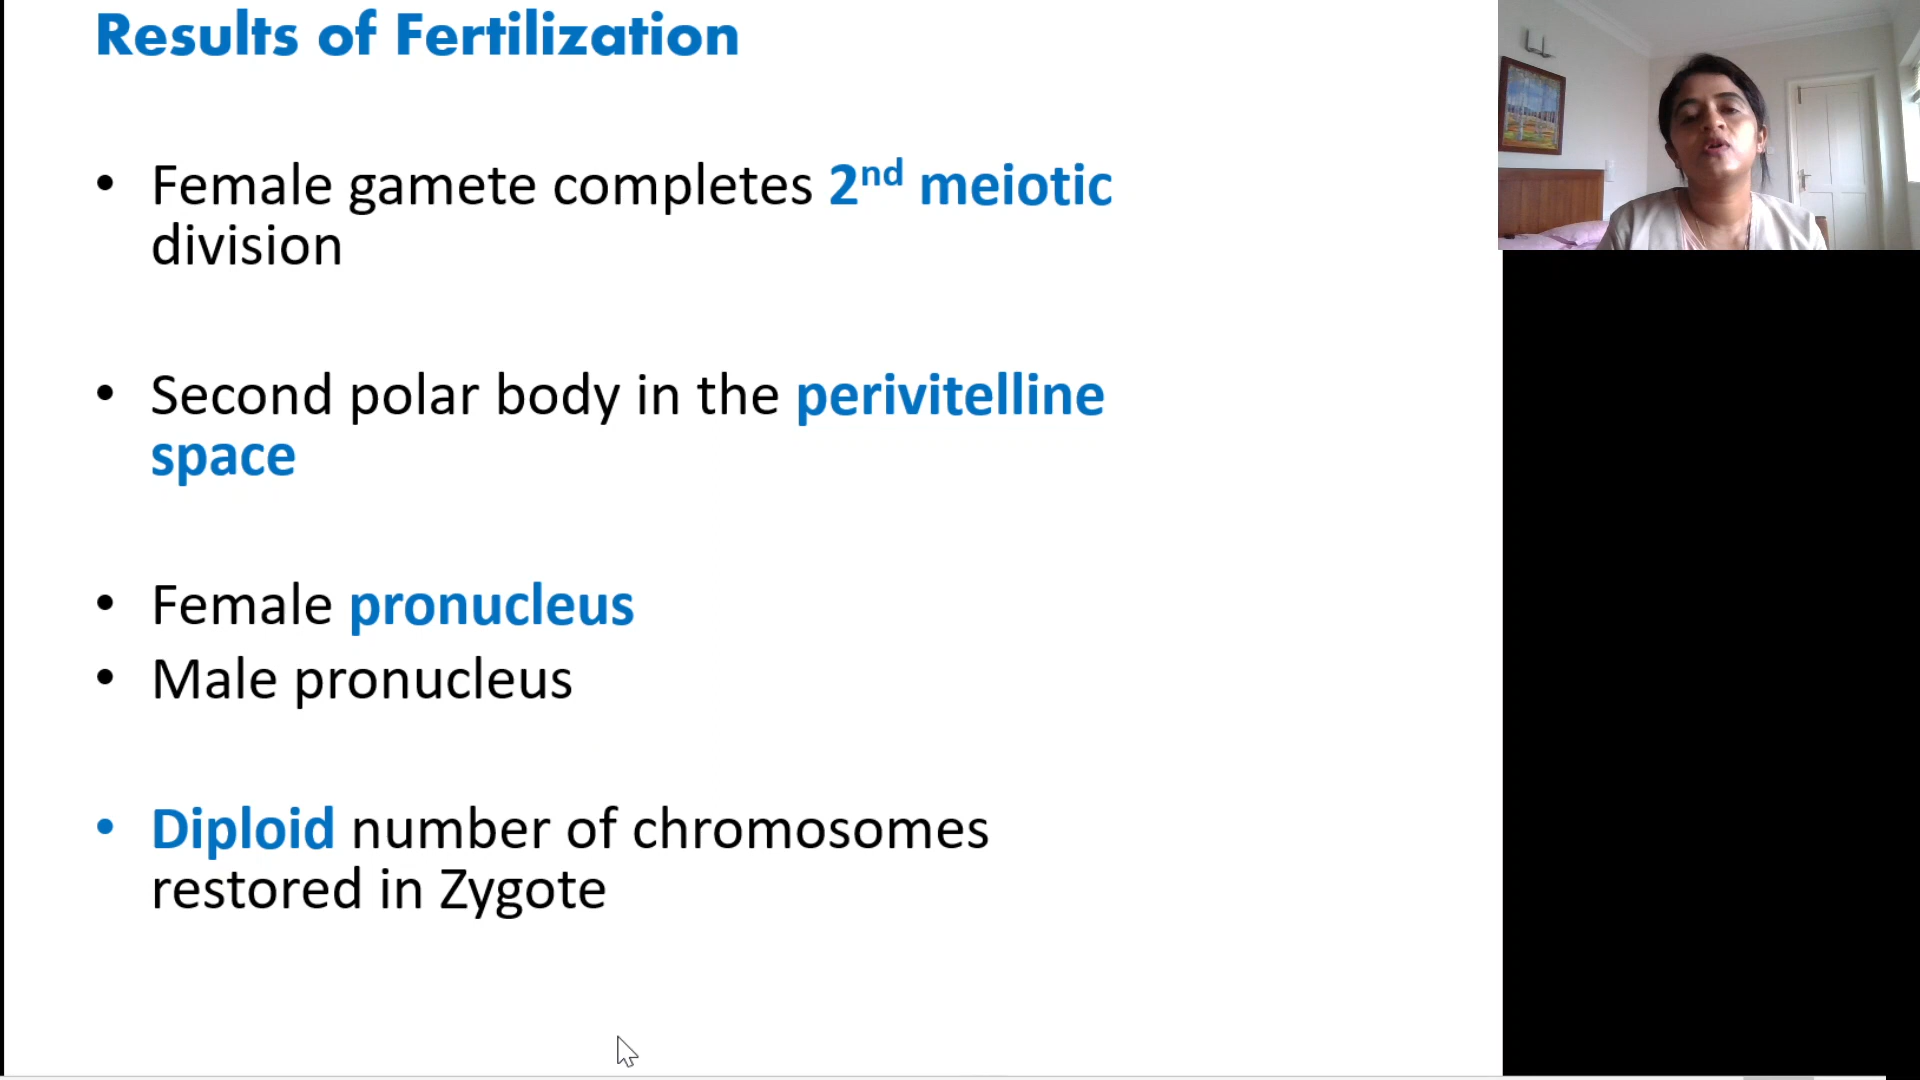 Results of Fertilization
• Female gamete completes 2nd meiotic
division
• Second polar body in the perivitelline
space
• Female pronucleus
• Male pronucleus
• Diploid number of chromosomes
restored in Zygote